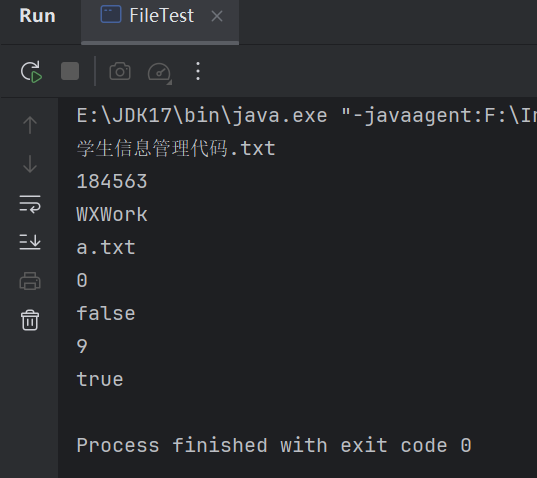 Run
FileTest
E:\JDK17\bin\java.exe "-javaagent:F:\I
学生信息管理代码.txt
184563
WXWork
a.txt
0
false
9
true
Process finished with exit code 0